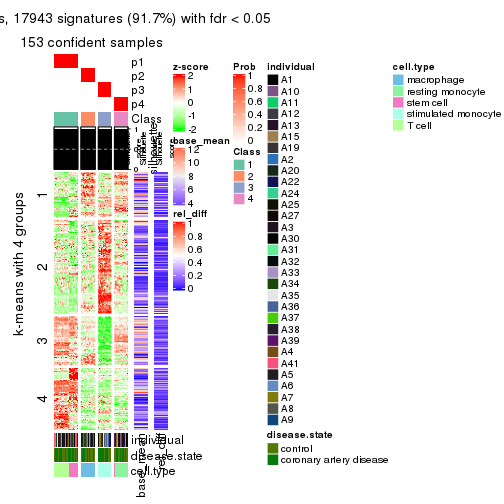 s, 17943 signatures (91.7%) with fdr < 0.05
153 confident samples
p1
p2
p3
p4
Class
1
0
silhouette
k-means with 4 groups
1
2
3
4
individual
disease.state
cell.type
base_mean
rel_diff
z-score
2
1
0
-1
-2
base_mean
12
10
8
6
4
rel_diff
1
0.8
0.6
0.4
0.2
0
Prob
1
0.8
0.6
0.4
0.2
0
Class
1
2
3
4
individual
A1
A10
A11
A12
A13
A15
A19
A2
A20
A22
A24
A25
A27
A3
A30
A31
A32
A33
A34
A35
A36
A37
A38
A39
A4
A41
A5
A6
A7
A8
A9
disease.state
control
coronary artery disease
cell.type
macrophage
resting monocyte
stem cell
stimulated monocyte
T cell